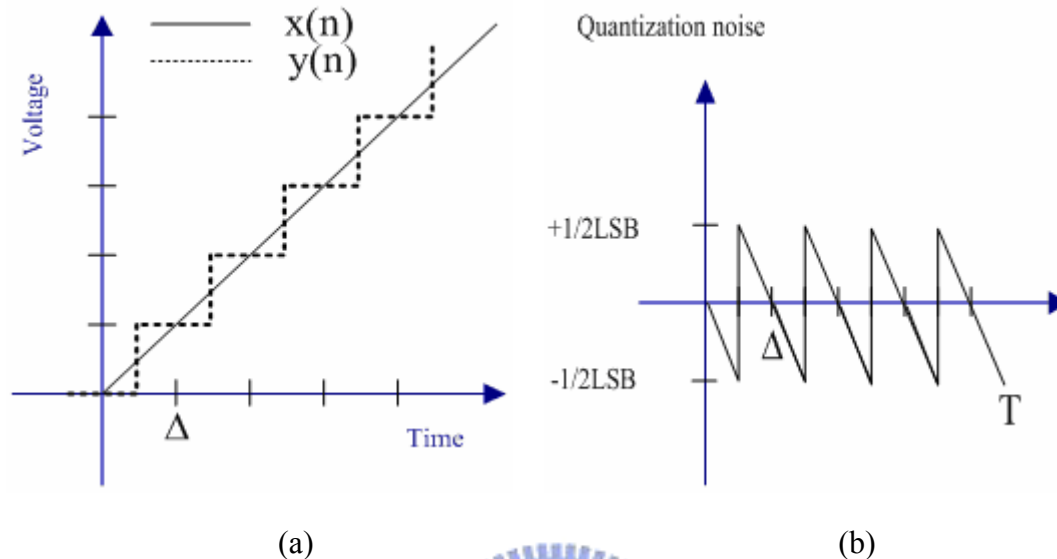 x(n)
y(n)
Voltage
Δ
Time
(a)
Quantization noise
+1/2LSB
Δ
-1/2LSB
T
(b)